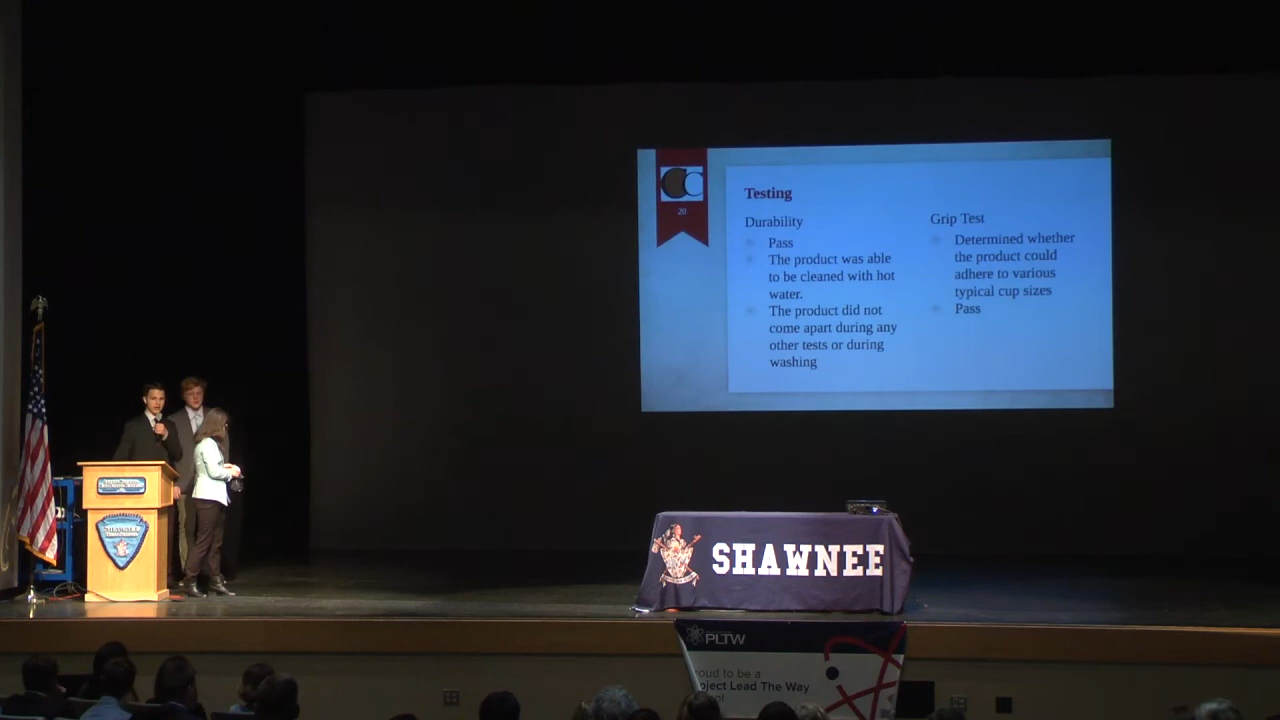 20
Testing
Durability
Pass
The product was able
to be cleaned with hot
water.
The product did not
come apart during any
other tests or during
washing
Grip Test
Determined whether
the product could
adhere to various
typical cup sizes
Pass
SHAWNEE
SHAWNEE
PLTW
oud to be a
oject Lead The Way
ool